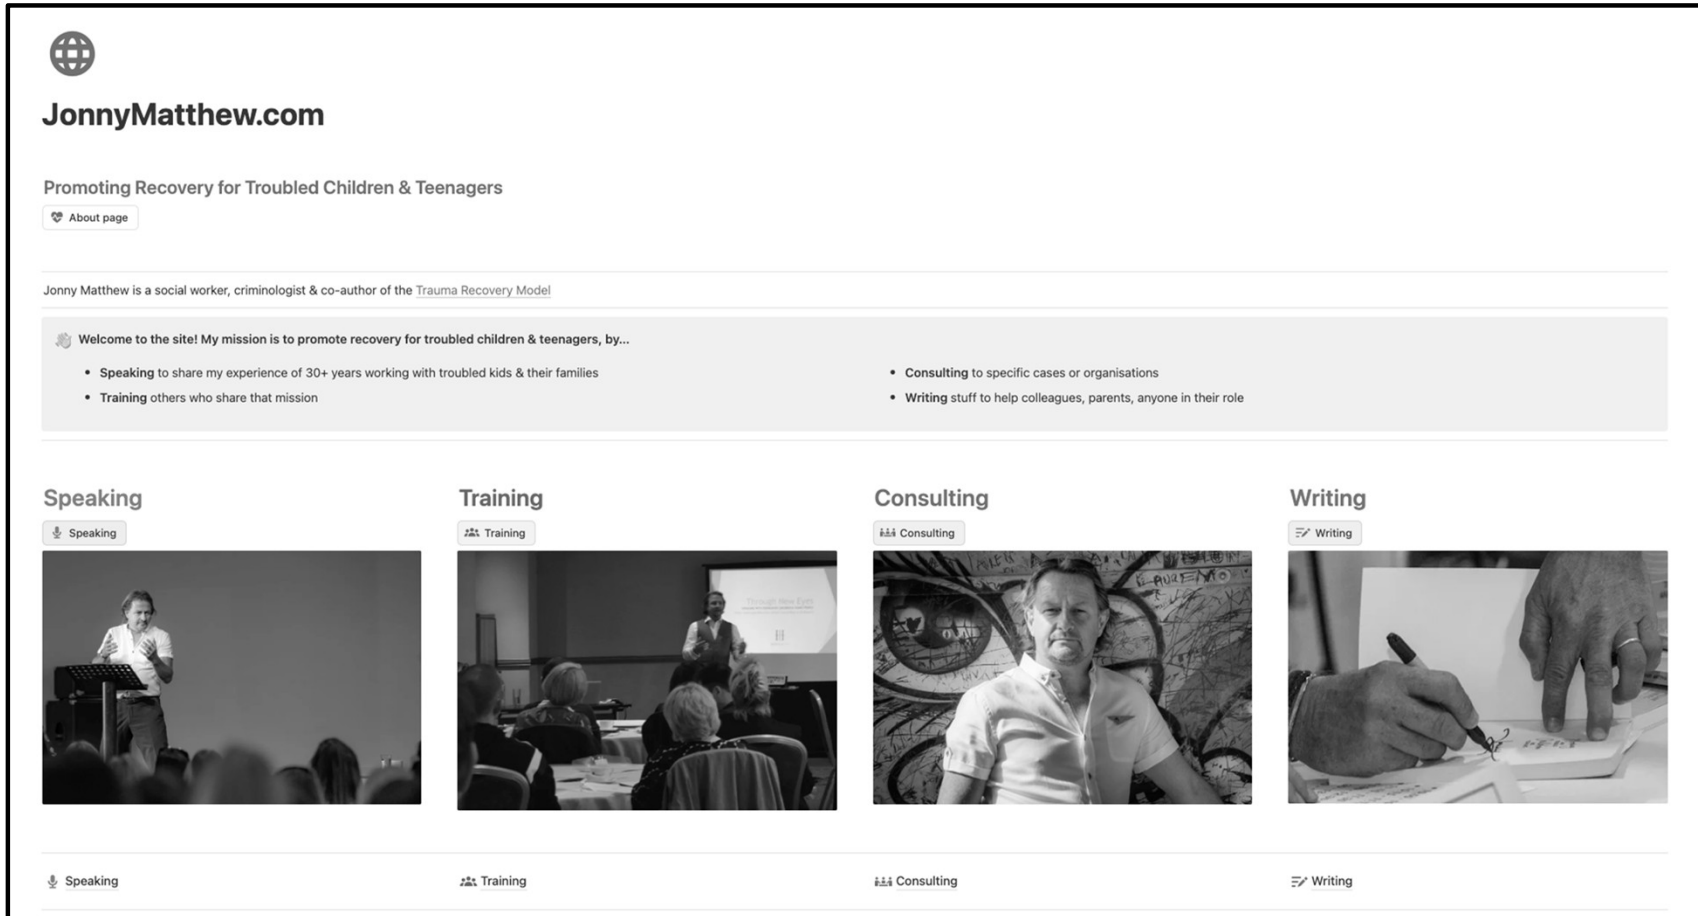 JonnyMatthew.com
Promoting Recovery for Troubled Children & Teenagers
About page
Jonny Matthew is a social worker, criminologist & co-author of the Trauma Recovery Model
Welcome to the site! My mission is to promote recovery for troubled children & teenagers, by...
• Speaking to share my experience of 30+ years working with troubled kids & their families
• Training others who share that mission
• Consulting to specific cases or organisations
• Writing stuff to help colleagues, parents, anyone in their role
Speaking
Speaking
Training
Training
Through New Eyes
Consulting
Consulting
Writing
Writing
Speaking
Training
Consulting
Writing